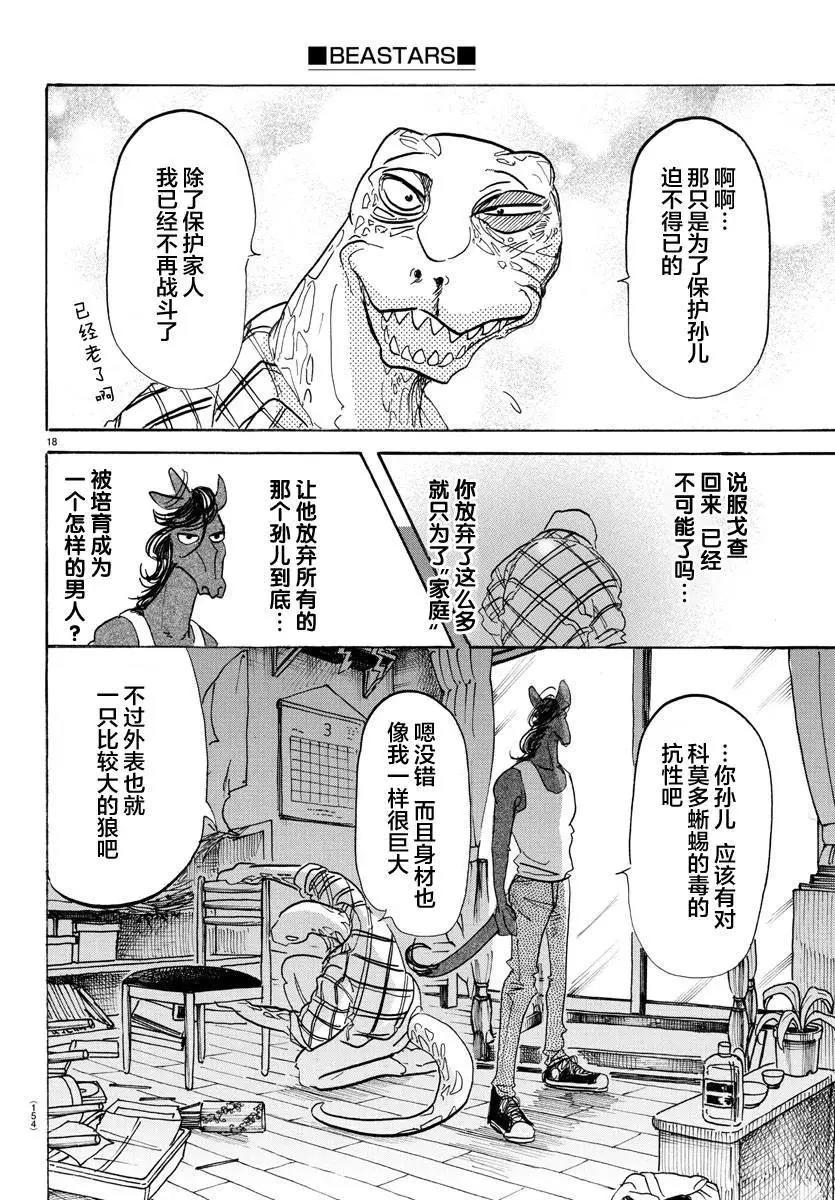 ■BEASTARS■
啊啊…
那只是为了保护孙儿
迫不得已的
除了保护家人
我已经不再战斗了
已经老了啊
18
说服戈查
回来 已经
不可能了吗…
你放弃了这么多
就只为了"家庭"
让他放弃所有的
那个孙儿到底…
被培育成为
一个怎样的男人？
…你孙儿 应该有对
科莫多蜥蜴的毒的
抗性吧
嗯没错 而且身材也
像我一样很巨大
不过外表也就
一只比较大的狼吧
3
(154)